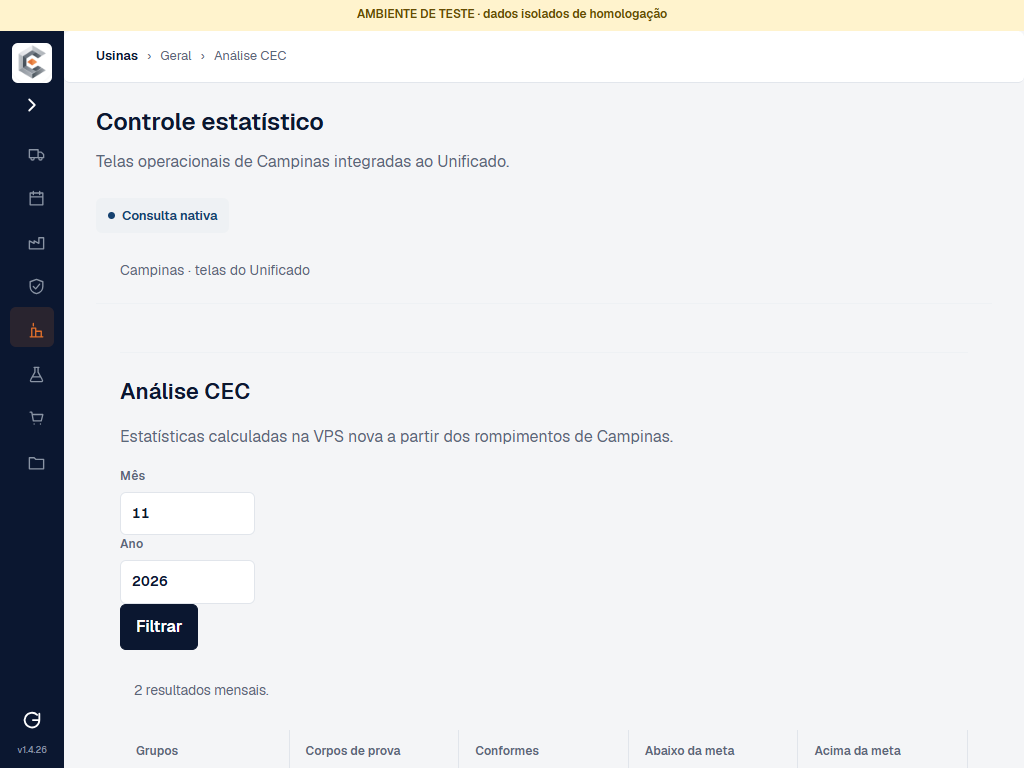 AMBIENTE DE TESTE · dados isolados de homologação
Usinas › Geral › Análise CEC
Controle estatístico
Telas operacionais de Campinas integradas ao Unificado.
Consulta nativa
Campinas · telas do Unificado
Análise CEC
Estatísticas calculadas na VPS nova a partir dos rompimentos de Campinas.
Mês
11
Ano
2026
Filtrar
2 resultados mensais.
Grupos Corpos de prova Conformes Abaixo da meta Acima da meta
v1.4.26